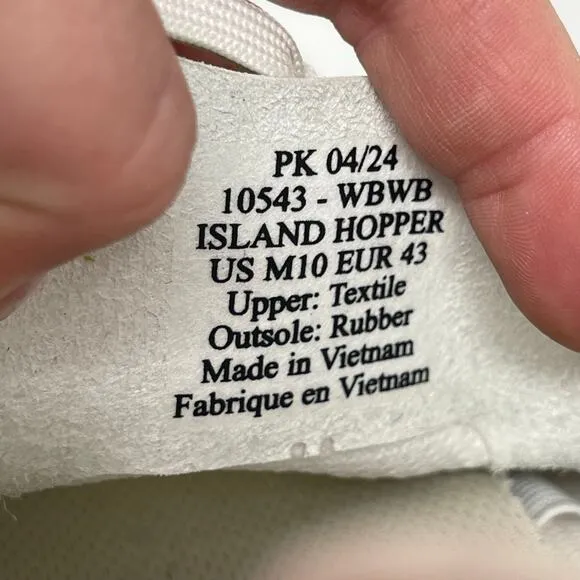 PK 04/24
10543 - WBWB
ISLAND HOPPER
US M10 EUR 43
Upper: Textile
Outsole: Rubber
Made in Vietnam
Fabrique en Vietnam